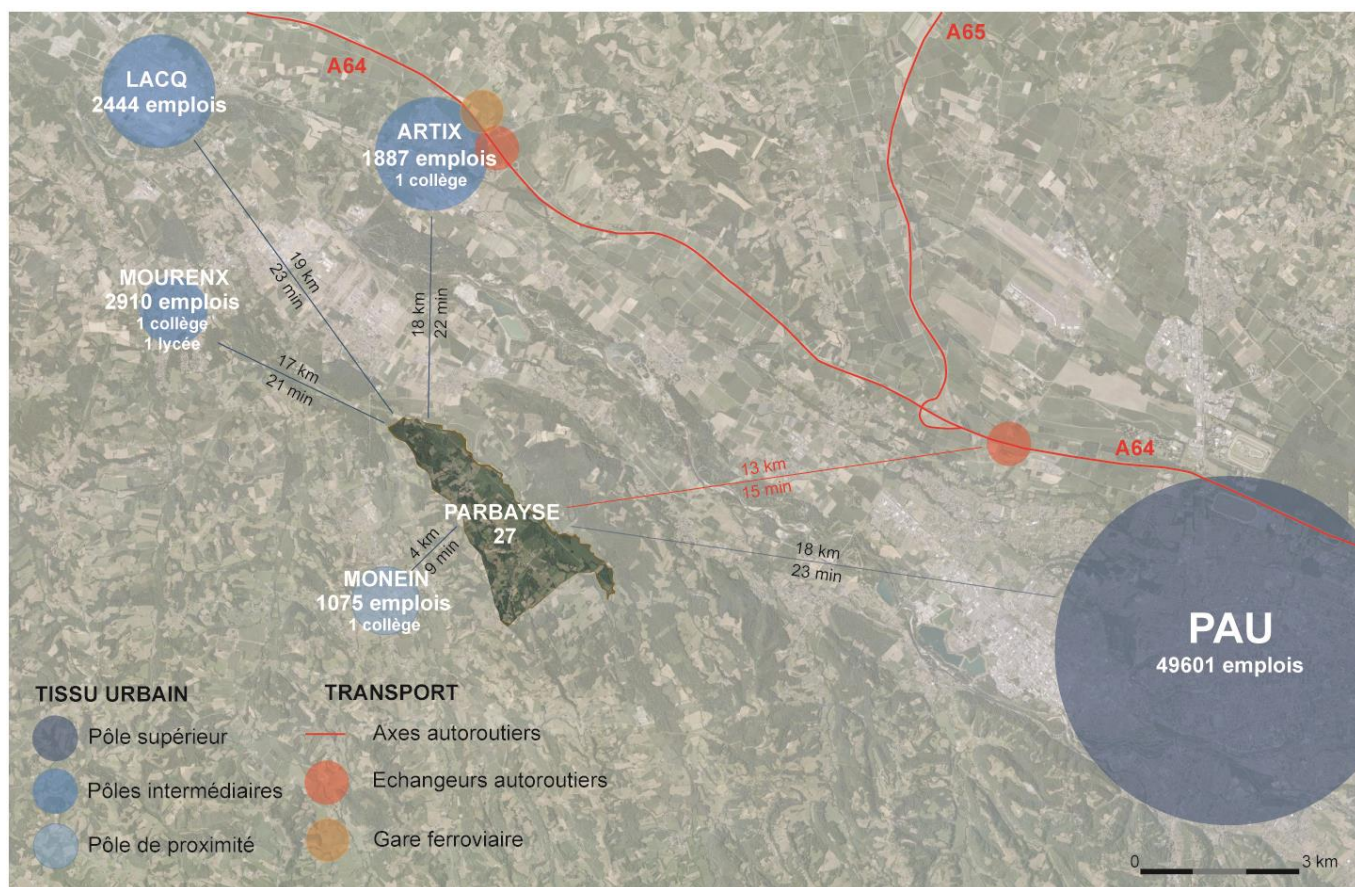 A64
A65
LACQ
2444 emplois
ARTIX
1887 emplois
1 collège
19 km
23 min
MOURENX
2910 emplois
1 collège
1 lycée
18 km
22 min
17 km
21 min
A64
13 km
15 min
PARBAYSE
27
4 km
9 min
18 km
23 min
MONEIN
1075 emplois
1 collège
PAU
49601 emplois
TISSU URBAIN
Pôle supérieur
Pôles intermédiaires
Pôle de proximité
TRANSPORT
Axes autoroutiers
Echangeurs autoroutiers
Gare ferroviaire
0
3 km